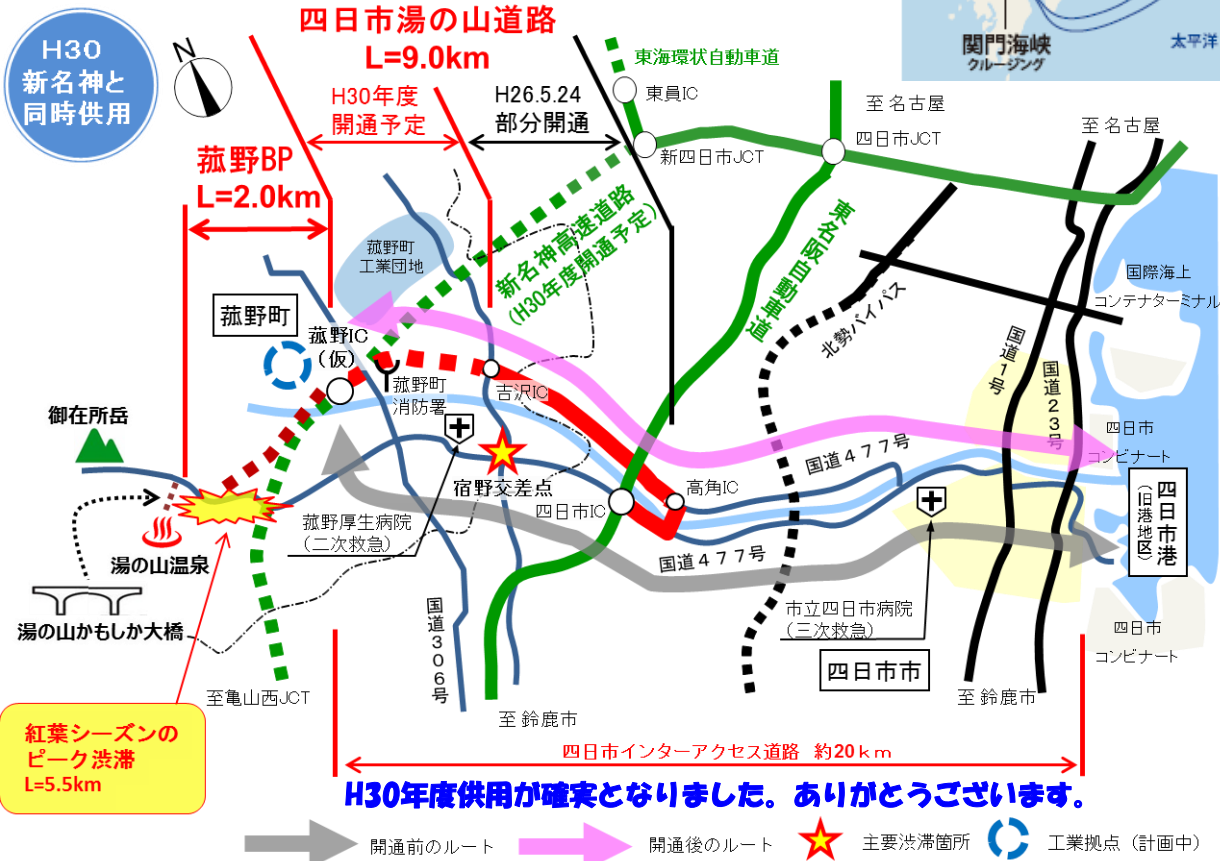 H30
新名神と
同時供用
N
四日市湯の山道路
L=9.0km
関門海峡
クルージング
太平洋
東海環状自動車道
H30年度
開通予定
H26.5.24
部分開通
東員IC
至名古屋
至名古屋
菰野BP
L=2.0km
新四日市JCT
四日市JCT
菰野町
工業団地
新名神高速道路
(H30年度開通予定)
東名阪自動車道
北勢バイパス
国際海上
コンテナターミナル
国道1号
国道23号
菰野町
菰野IC
(仮)
菰野町
消防署
吉沢IC
御在所岳
四日市
コンビナート
国道477号
宿野交差点
高角IC
四日市IC
四日市港
(旧港地区)
菰野厚生病院
(二次救急)
国道477号
湯の山温泉
湯の山かもしか大橋
市立四日市病院
(三次救急)
国道306号
四日市
コンビナート
四日市市
至亀山西JCT
至鈴鹿市
至鈴鹿市
紅葉シーズンの
ピーク渋滞
L=5.5km
四日市インターアクセス道路 約20km
H30年度供用が確実となりました。ありがとうございます。
開通前のルート
開通後のルート
主要渋滞箇所
工業拠点(計画中)